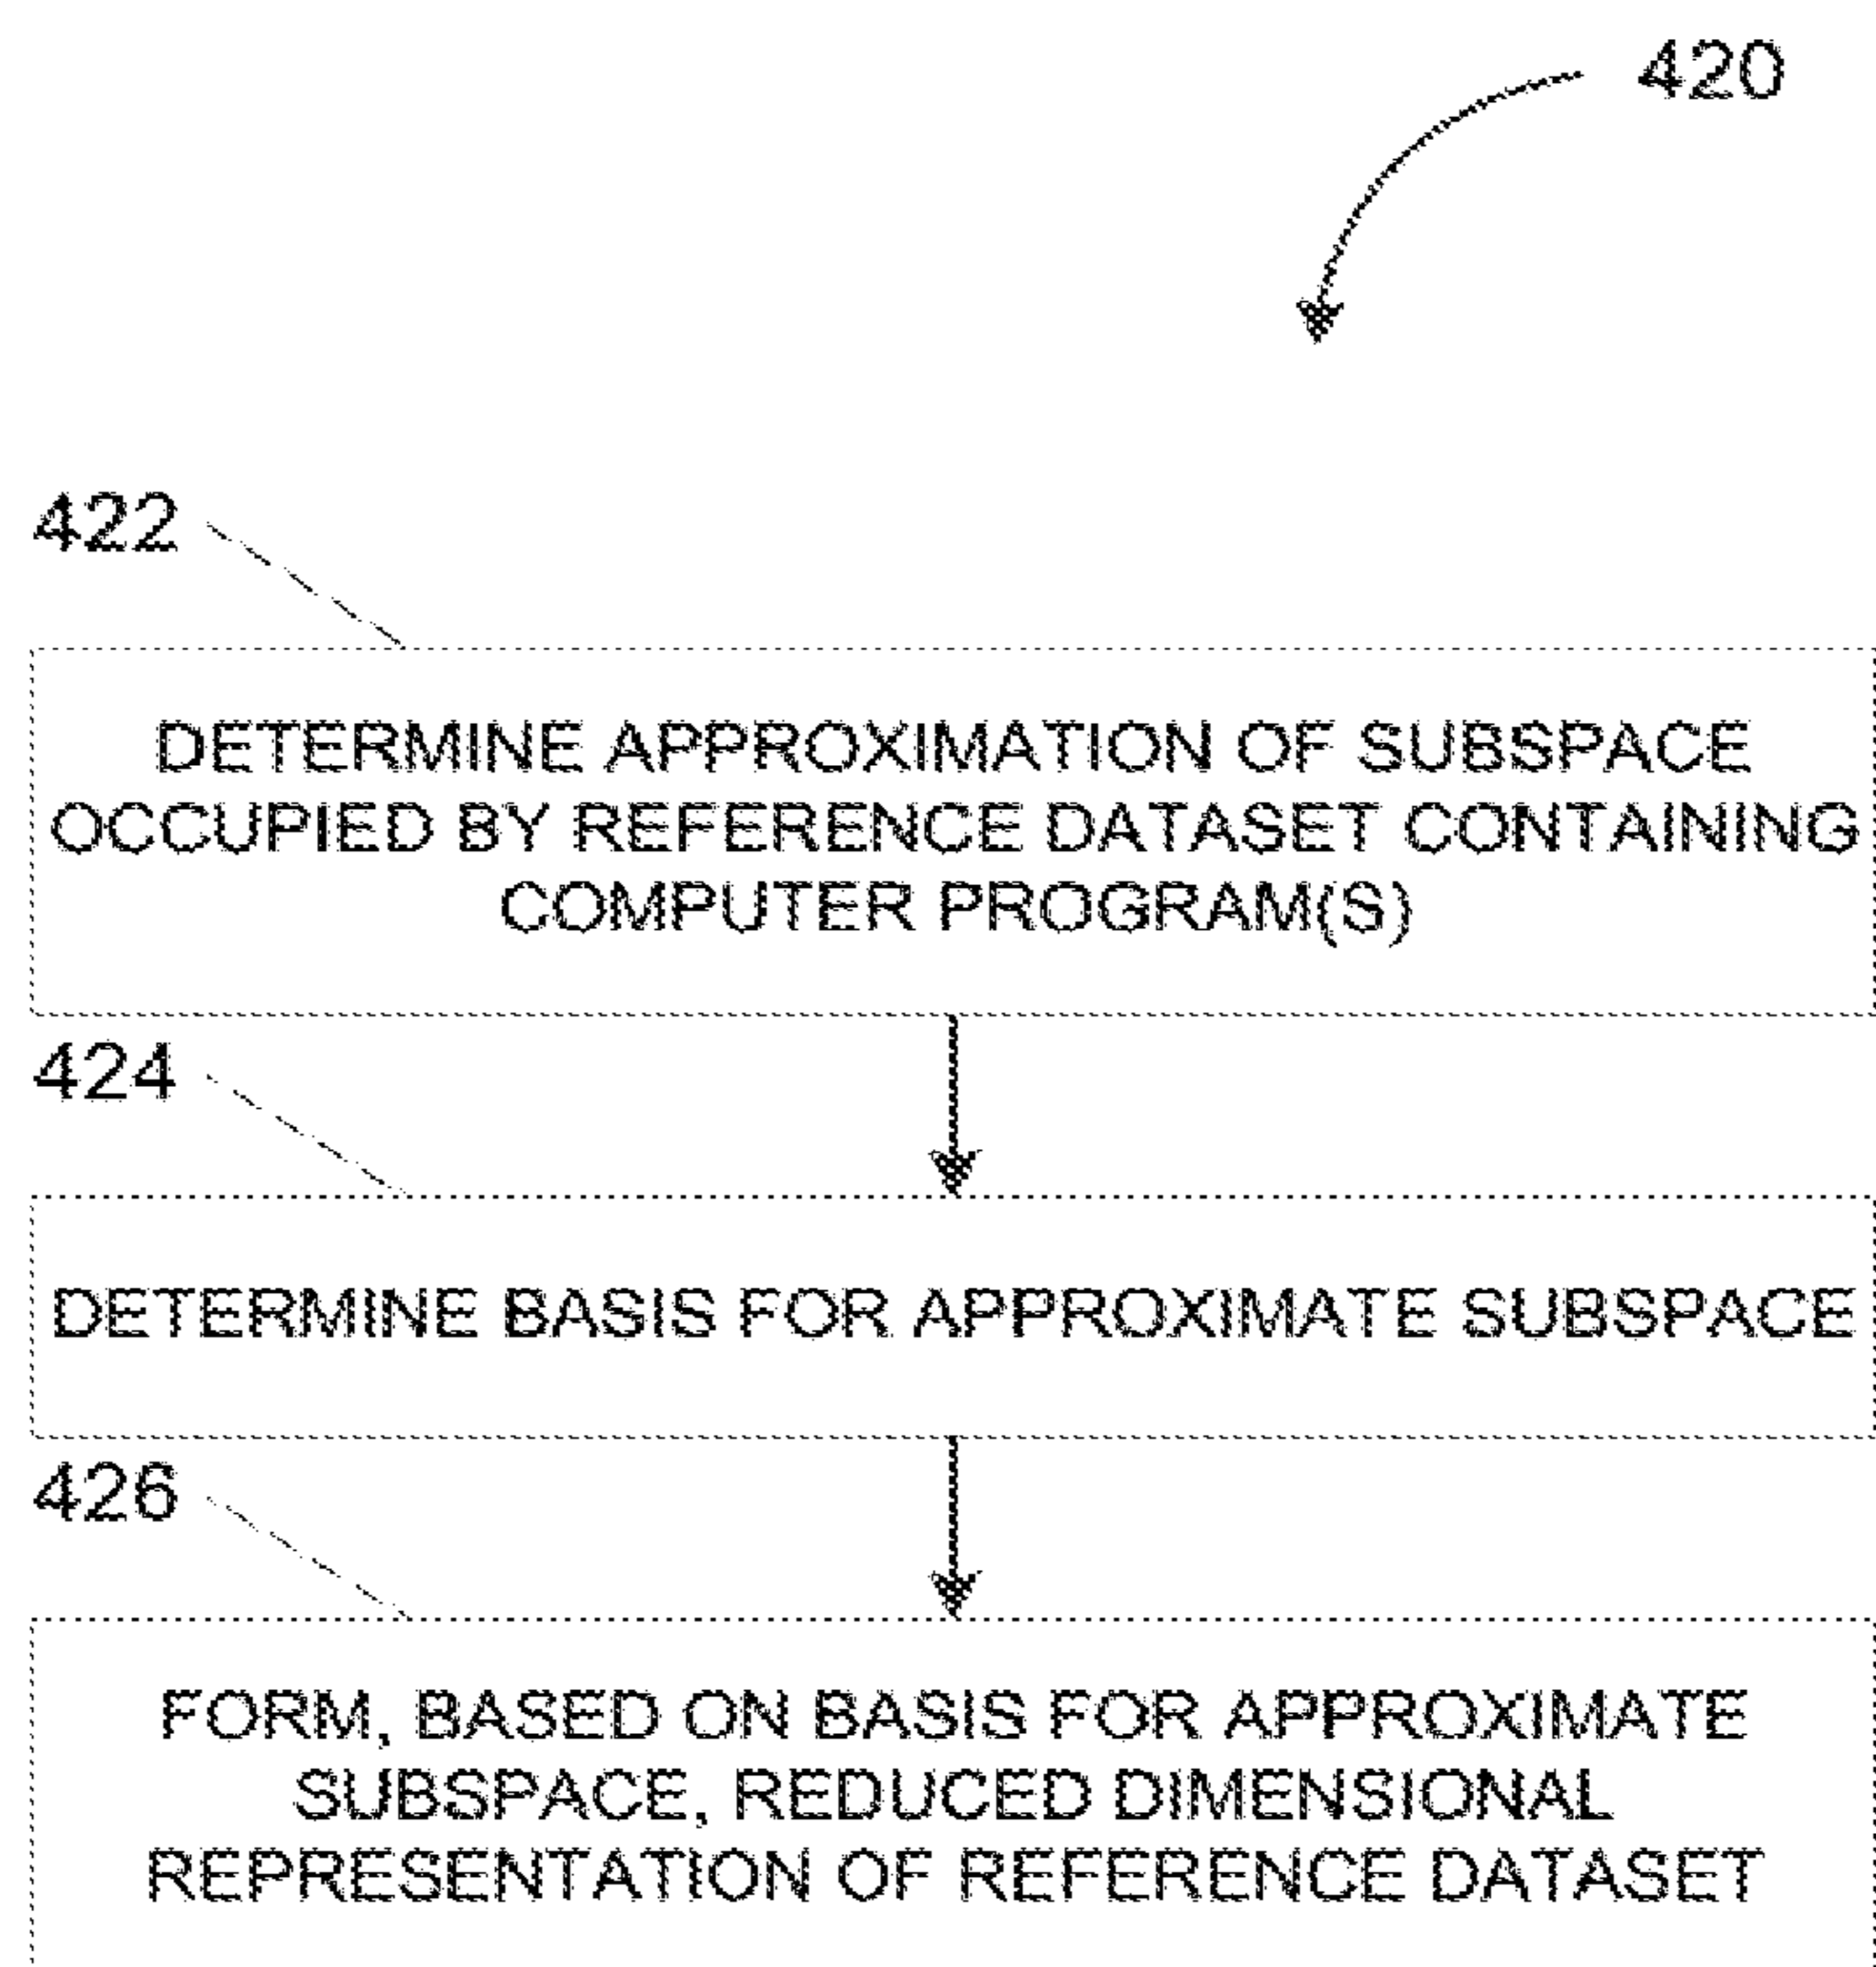 420
422
DETERMINE APPROXIMATION OF SUBSPACE
OCCUPIED BY REFERENCE DATASET CONTAINING
COMPUTER PROGRAM(S)
424
DETERMINE BASIS FOR APPROXIMATE SUBSPACE
426
FORM, BASED ON BASIS FOR APPROXIMATE
SUBSPACE, REDUCED DIMENSIONAL
REPRESENTATION OF REFERENCE DATASET